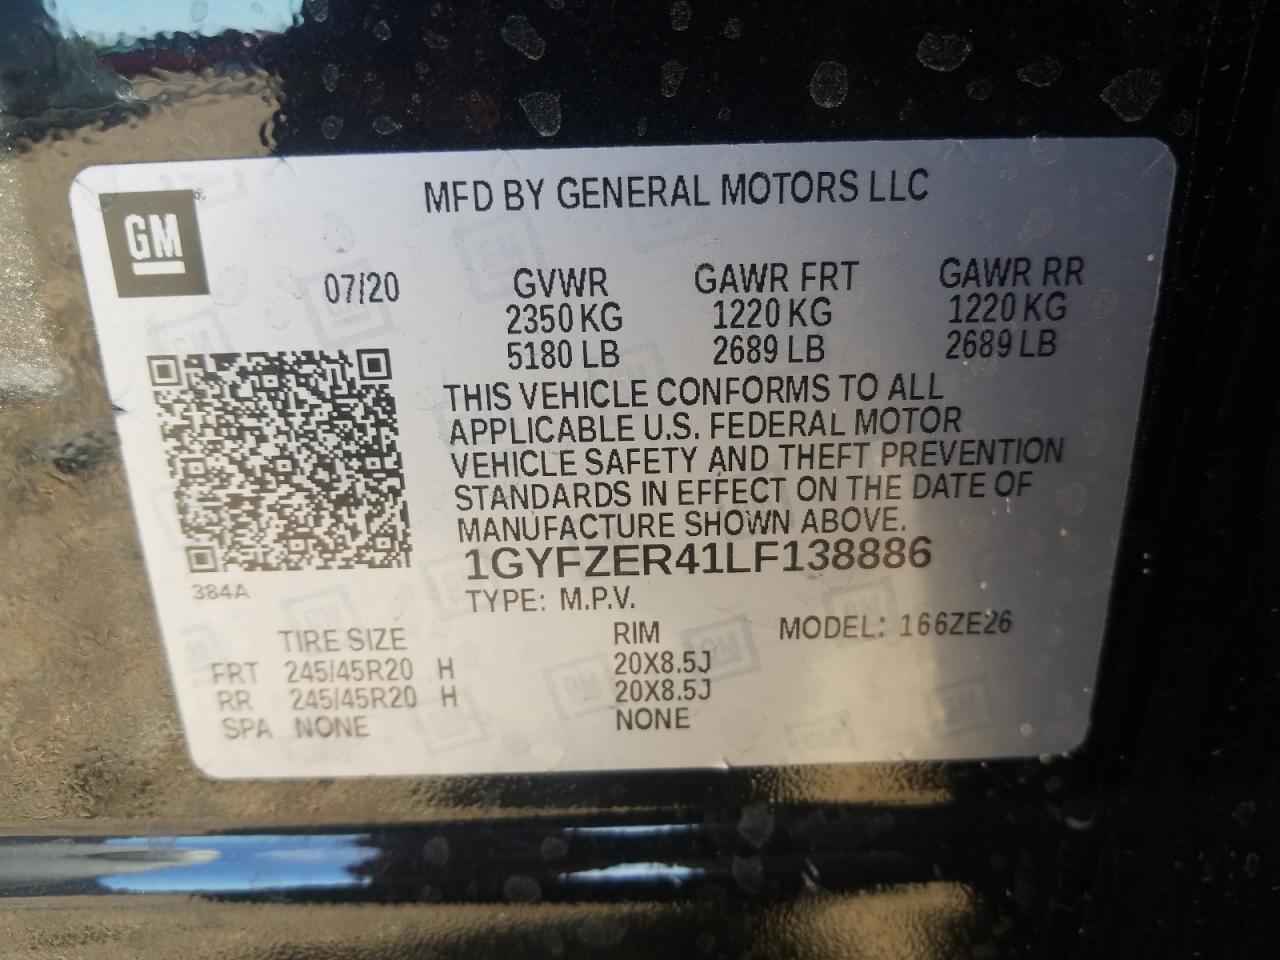 MFD BY GENERAL MOTORS LLC
GM
®
07/20 GVWR GAWR FRT GAWR RR
2350 KG 1220 KG 1220 KG
5180 LB 2689 LB 2689 LB
THIS VEHICLE CONFORMS TO ALL
APPLICABLE U.S. FEDERAL MOTOR
VEHICLE SAFETY AND THEFT PREVENTION
STANDARDS IN EFFECT ON THE DATE OF
MANUFACTURE SHOWN ABOVE.
1GYFZER41LF138886
384A
TYPE: M.P.V.
TIRE SIZE RIM MODEL: 166ZE26
FRT 245/45R20 H 20X8.5J
RR 245/45R20 H 20X8.5J
SPA NONE NONE